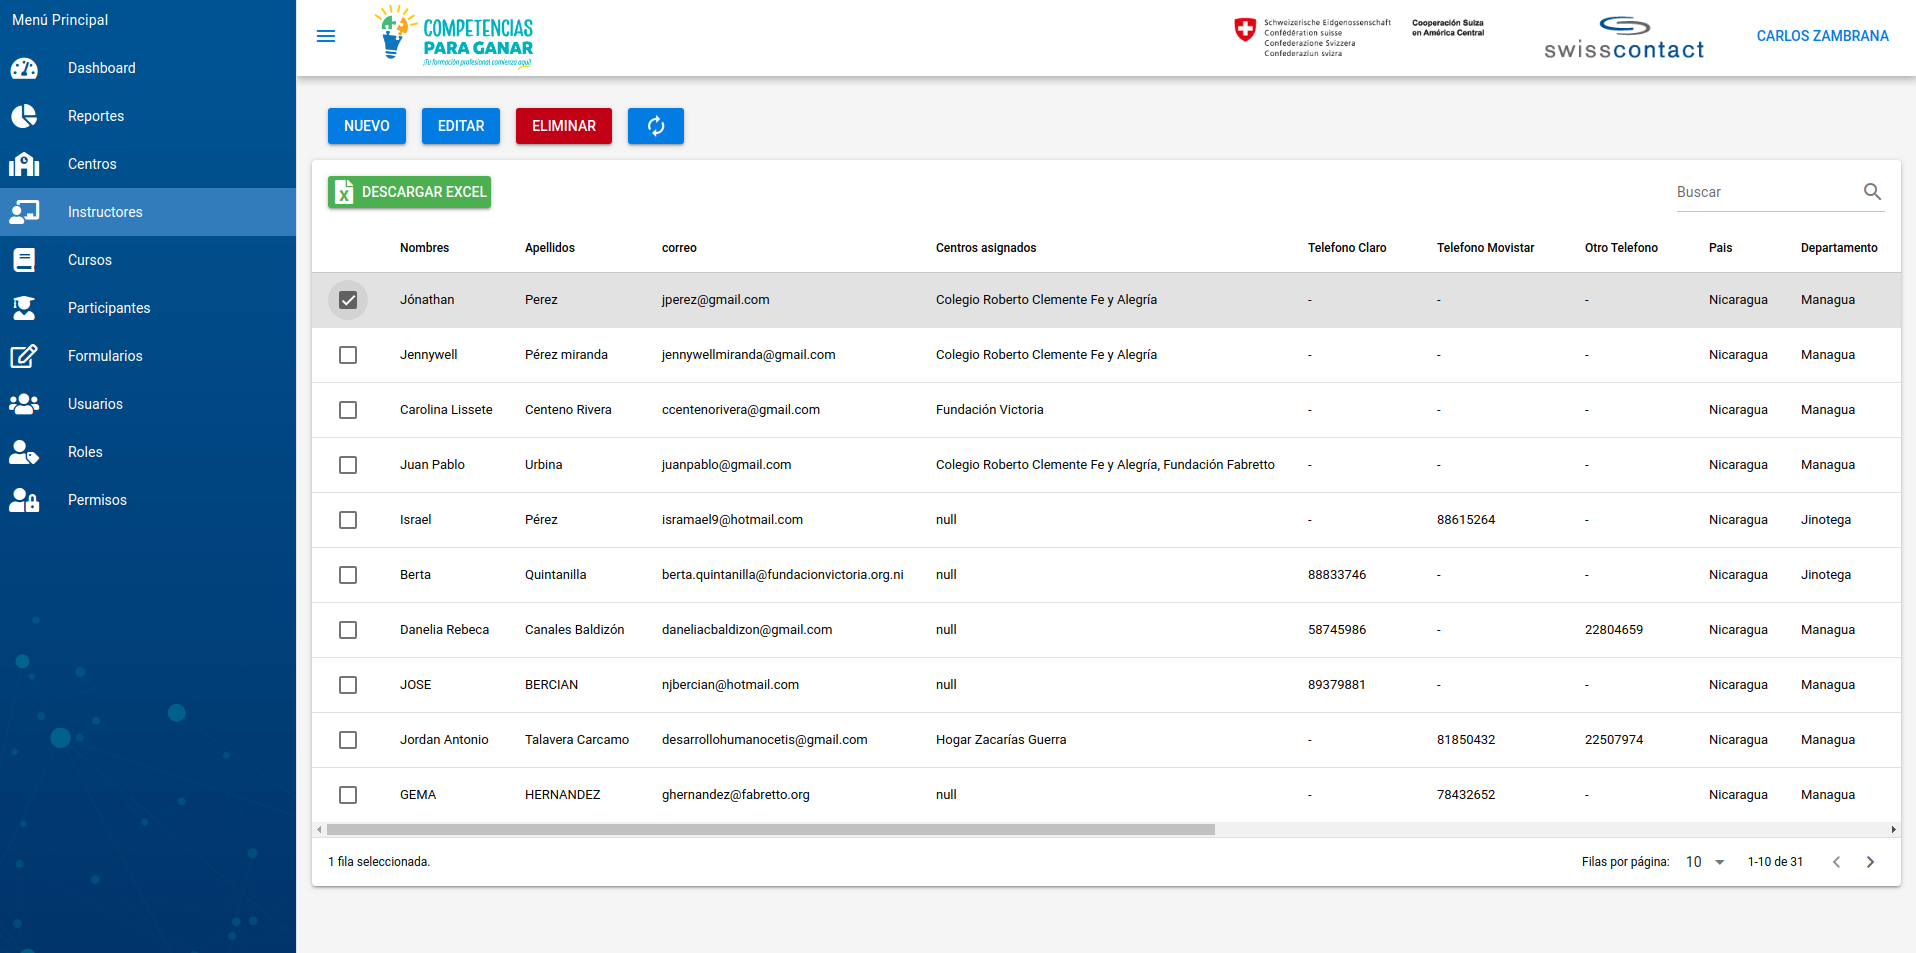 Menú Principal
Dashboard
Reportes
Centros
Instructores
Cursos
Participantes
Formularios
Usuarios
Roles
Permisos
COMPETENCIAS
PARA GANAR
¡Tu formación profesional comienza aquí!
Schweizerische Eidgenossenschaft
Confédération suisse
Confederazione Svizzera
Confederaziun svizra
Cooperación Suiza
en América Central
swisscontact
CARLOS ZAMBRANA
NUEVO EDITAR ELIMINAR
DESCARGAR EXCEL
Buscar
Nombres Apellidos correo Centros asignados Telefono Claro Telefono Movistar Otro Telefono Pais Departamento
Jónathan Perez jperez@gmail.com Colegio Roberto Clemente Fe y Alegría - - - Nicaragua Managua
Jennywell Pérez miranda jennywellmiranda@gmail.com Colegio Roberto Clemente Fe y Alegría - - - Nicaragua Managua
Carolina Lissete Centeno Rivera ccentenorivera@gmail.com Fundación Victoria - - - Nicaragua Managua
Juan Pablo Urbina juanpablo@gmail.com Colegio Roberto Clemente Fe y Alegría, Fundación Fabretto - - - Nicaragua Managua
Israel Pérez isramael9@hotmail.com null - 88615264 - Nicaragua Jinotega
Berta Quintanilla berta.quintanilla@fundacionvictoria.org.ni null 88833746 - - Nicaragua Jinotega
Danelia Rebeca Canales Baldizón daneliacbaldizon@gmail.com null 58745986 - 22804659 Nicaragua Managua
JOSE BERCIAN njbercian@hotmail.com null 89379881 - - Nicaragua Managua
Jordan Antonio Talavera Carcamo desarrollohumanocetis@gmail.com Hogar Zacarías Guerra - 81850432 22507974 Nicaragua Managua
GEMA HERNANDEZ ghernandez@fabretto.org null - 78432652 - Nicaragua Managua
1 fila seleccionada.
Filas por página: 10 1-10 de 31